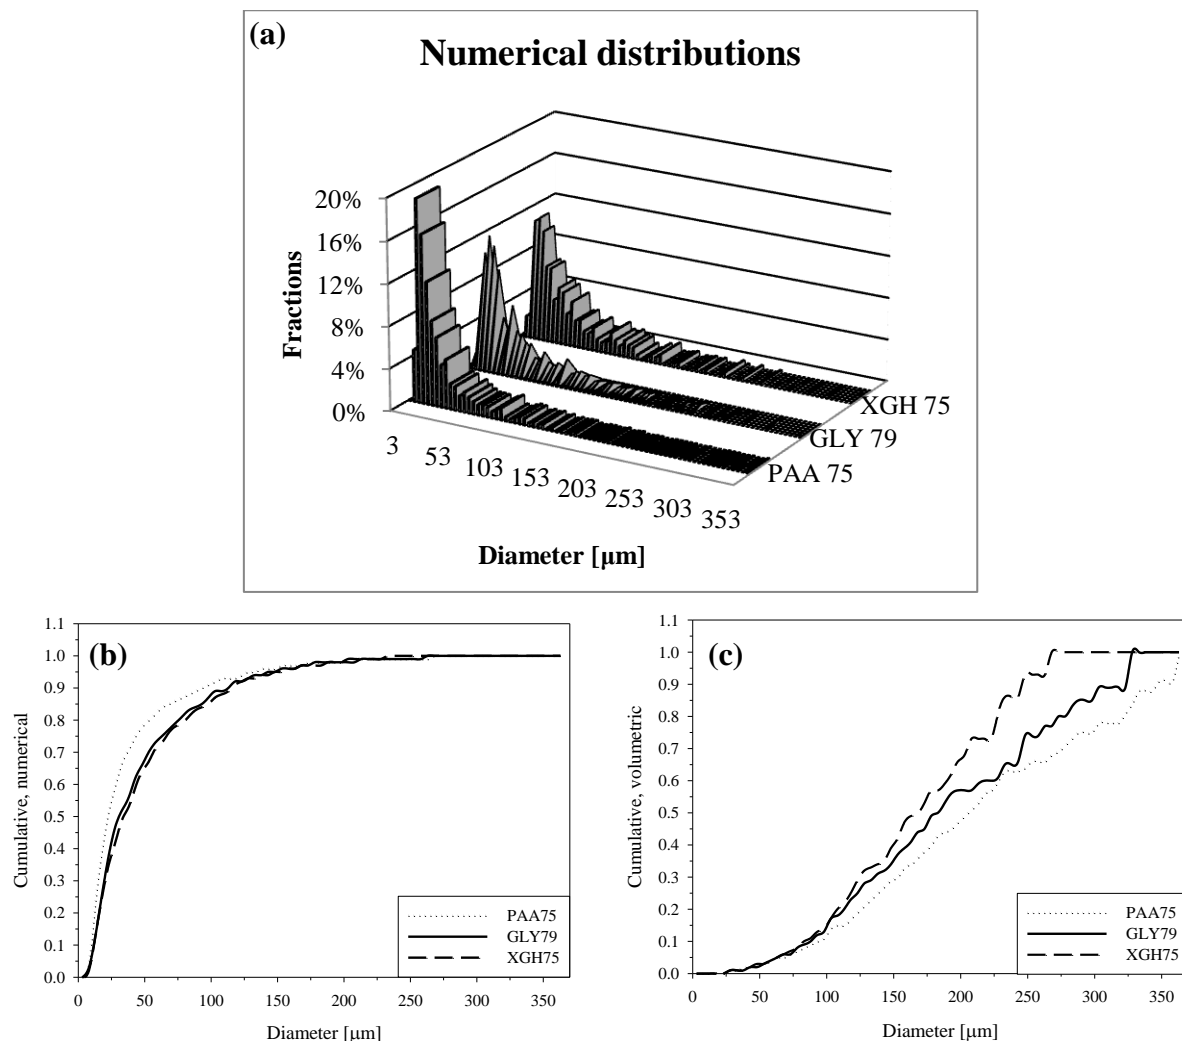 (a)
Numerical distributions
20%
16%
12%
8%
4%
0%
Fractions
3
53
103
153
203
253
303
353
XGH 75
GLY 79
PAA 75
Diameter [µm]
(b)
1.1
1.0
0.9
0.8
0.7
0.6
0.5
0.4
0.3
0.2
0.1
0.0
Cumulative, numerical
PAA75
GLY79
XGH75
0 50 100 150 200 250 300 350
Diameter [µm]
(c)
1.1
1.0
0.9
0.8
0.7
0.6
0.5
0.4
0.3
0.2
0.1
0.0
Cumulative, volumetric
PAA75
GLY79
XGH75
0 50 100 150 200 250 300 350
Diameter [µm]